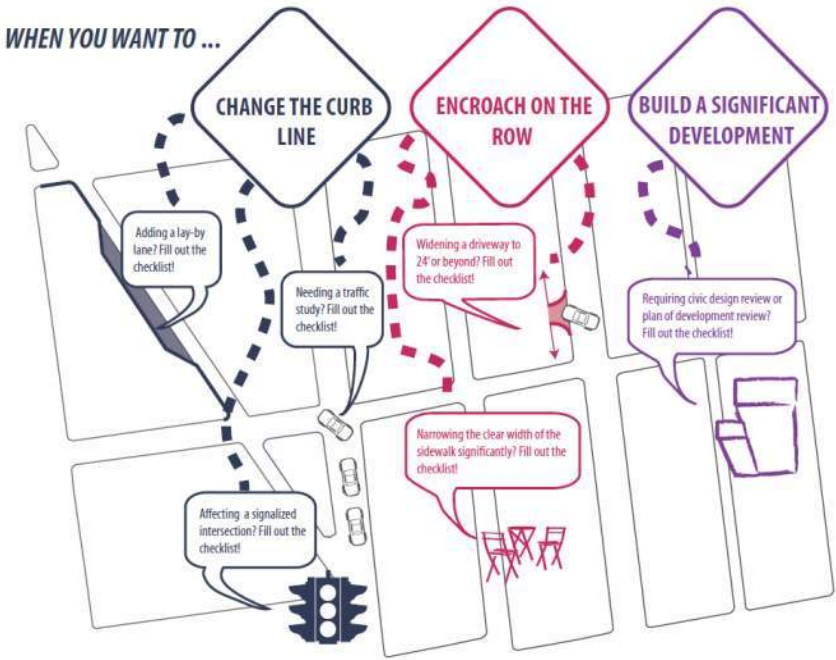 WHEN YOU WANT TO ...
CHANGE THE CURB
LINE
ENCROACH ON THE
ROW
BUILD A SIGNIFICANT
DEVELOPMENT
Adding a lay-by
lane? Fill out the
checklist!
Needing a traffic
study? Fill out the
checklist!
Widening a driveway to
24' or beyond? Fill out
the checklist!
Requiring civic design review or
plan of development review?
Fill out the checklist!
Narrowing the clear width of the
sidewalk significantly? Fill out the
checklist!
Affecting a signalized
intersection? Fill out the
checklist!